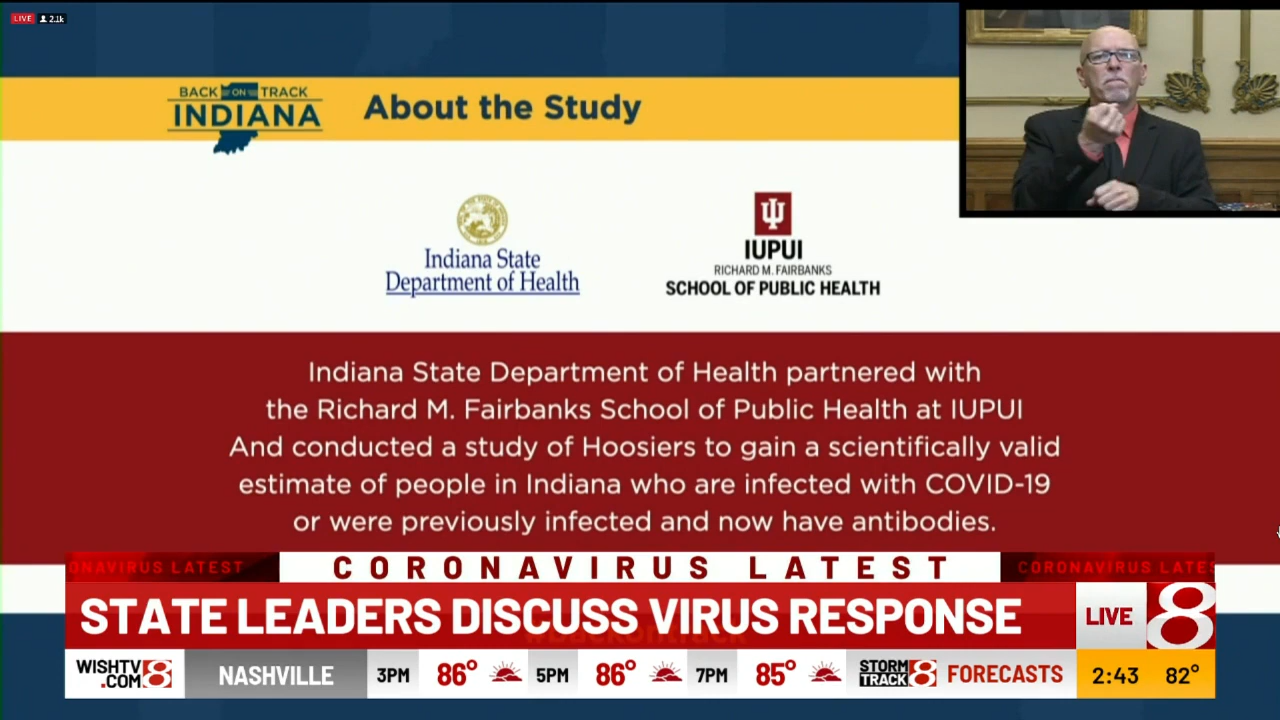 LIVE 2.1k
BACK ON TRACK
INDIANA
About the Study
Indiana State
Department of Health
IUPUI
RICHARD M. FAIRBANKS
SCHOOL OF PUBLIC HEALTH
Indiana State Department of Health partnered with
the Richard M. Fairbanks School of Public Health at IUPUI
And conducted a study of Hoosiers to gain a scientifically valid
estimate of people in Indiana who are infected with COVID-19
or were previously infected and now have antibodies.
ONAVIRUS LATEST CORONAVIRUS LATEST CORONAVIRUS LATES
STATE LEADERS DISCUSS VIRUS RESPONSE LIVE 8
WISHTV
.COM 8 NASHVILLE 3PM 86° 5PM 86° 7PM 85° STORM
TRACK 8 FORECASTS 2:43 82°